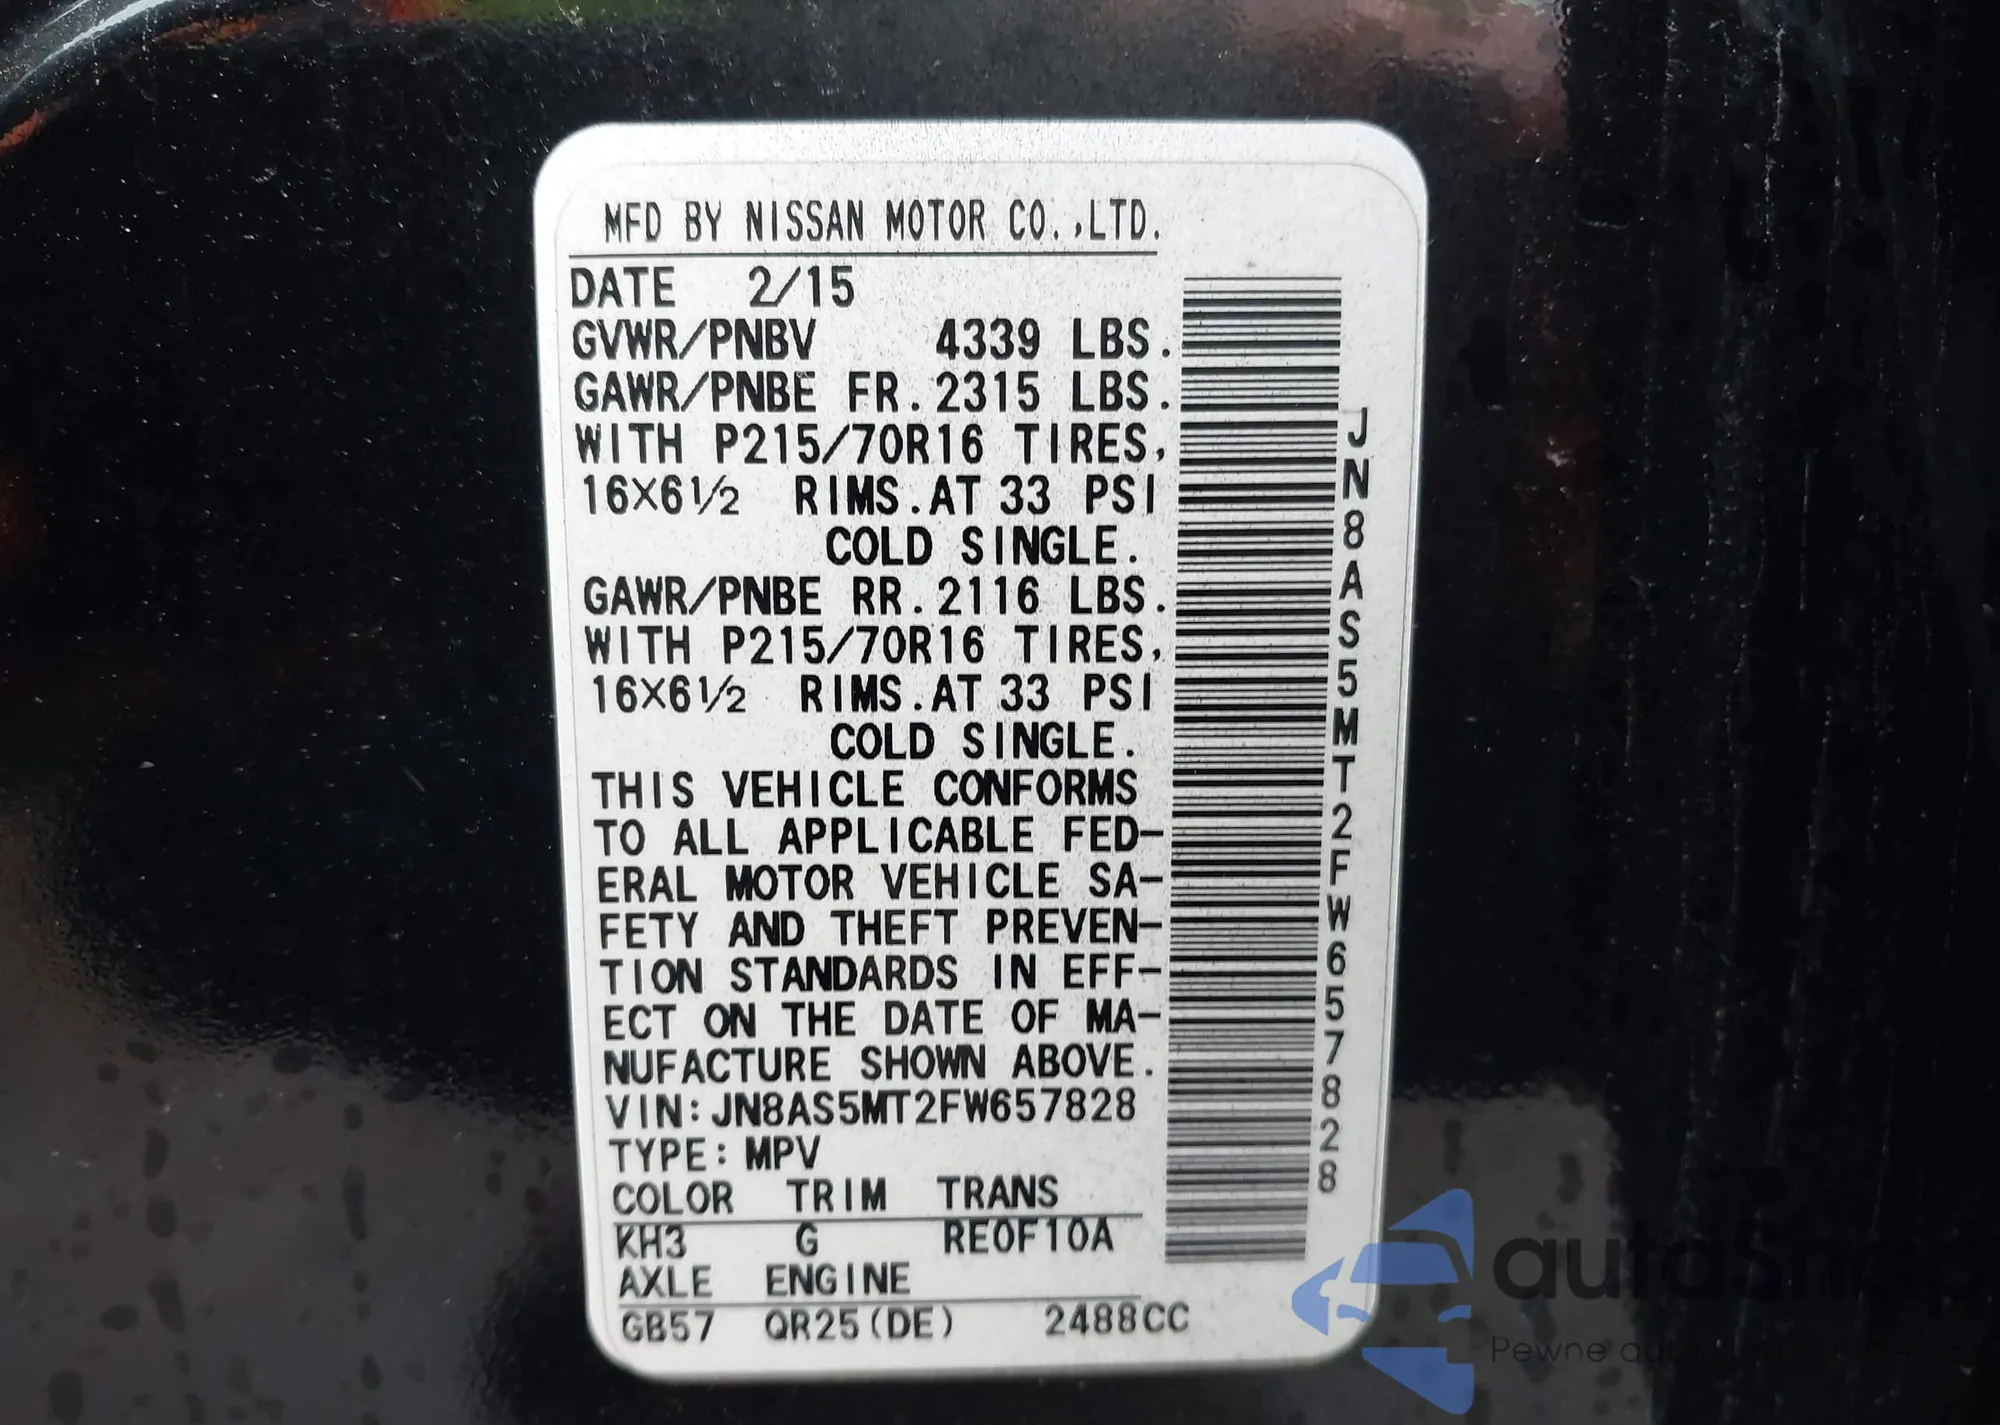 MFD BY NISSAN MOTOR CO.,LTD.
DATE 2/15
GVWR/PNBV 4339 LBS.
GAWR/PNBE FR.2315 LBS.
WITH P215/70R16 TIRES,
16X6½ RIMS.AT 33 PSI
COLD SINGLE.
GAWR/PNBE RR.2116 LBS.
WITH P215/70R16 TIRES,
16X6½ RIMS.AT 33 PSI
COLD SINGLE.
THIS VEHICLE CONFORMS
TO ALL APPLICABLE FED-
ERAL MOTOR VEHICLE SA-
FETY AND THEFT PREVEN-
TION STANDARDS IN EFF-
ECT ON THE DATE OF MA-
NUFACTURE SHOWN ABOVE.
VIN:JN8AS5MT2FW657828
TYPE:MPV
COLOR TRIM TRANS
KH3 G RE0F10A
AXLE ENGINE
GB57 QR25(DE) 2488CC
JN8AS5MT2FW657828
autaSnap
Pewne